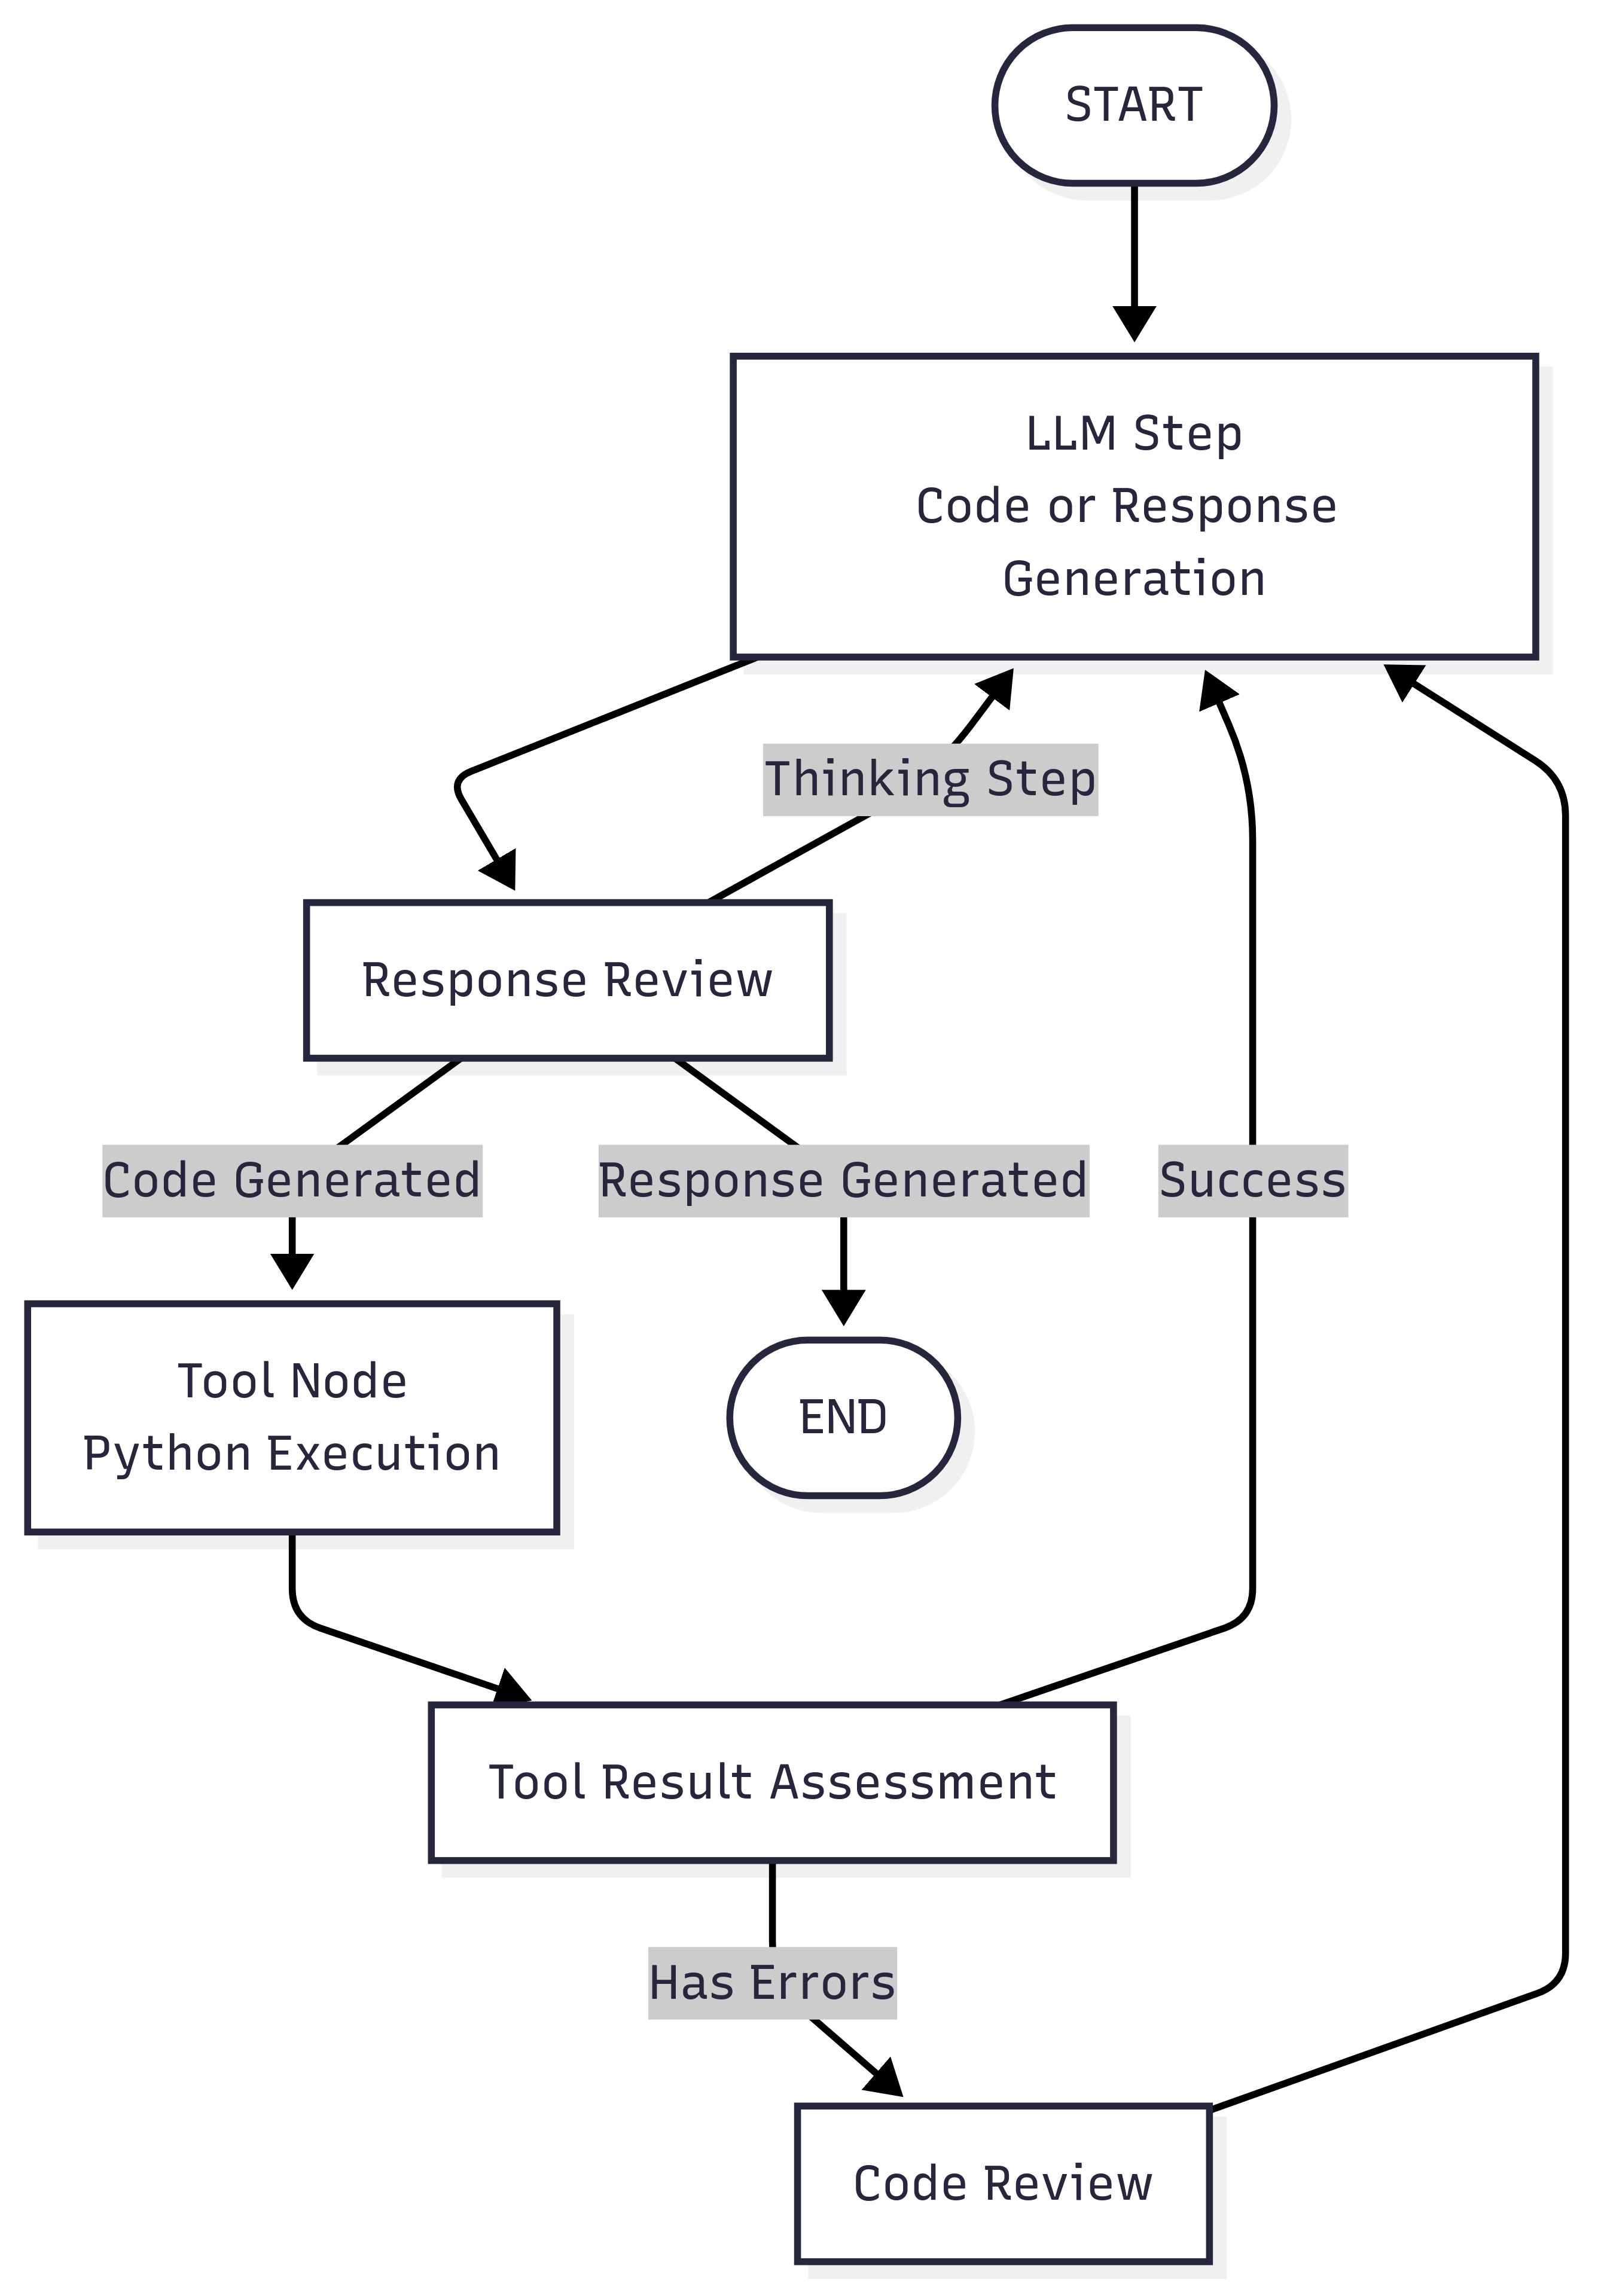 START
LLM Step
Code or Response
Generation
Thinking Step
Response Review
Code Generated
Response Generated
Success
Tool Node
Python Execution
END
Tool Result Assessment
Has Errors
Code Review